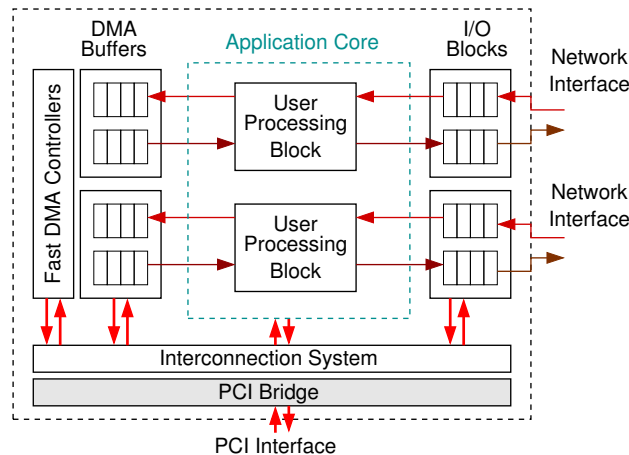 DMA
Buffers
Application Core
I/O
Blocks
Network
Interface
Fast DMA Controllers
User
Processing
Block
User
Processing
Block
Network
Interface
Interconnection System
PCI Bridge
PCI Interface